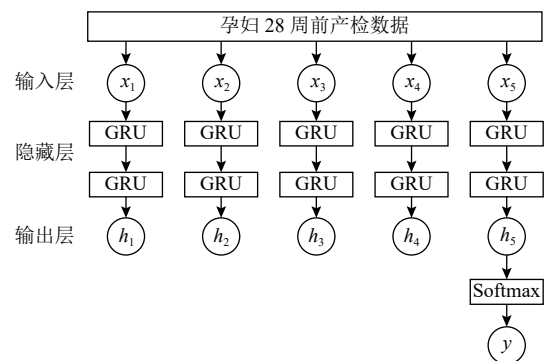 孕妇 28 周前产检数据
输入层 x₁ x₂ x₃ x₄ x₅
GRU GRU GRU GRU GRU
隐藏层
GRU GRU GRU GRU GRU
输出层 h₁ h₂ h₃ h₄ h₅
Softmax
y